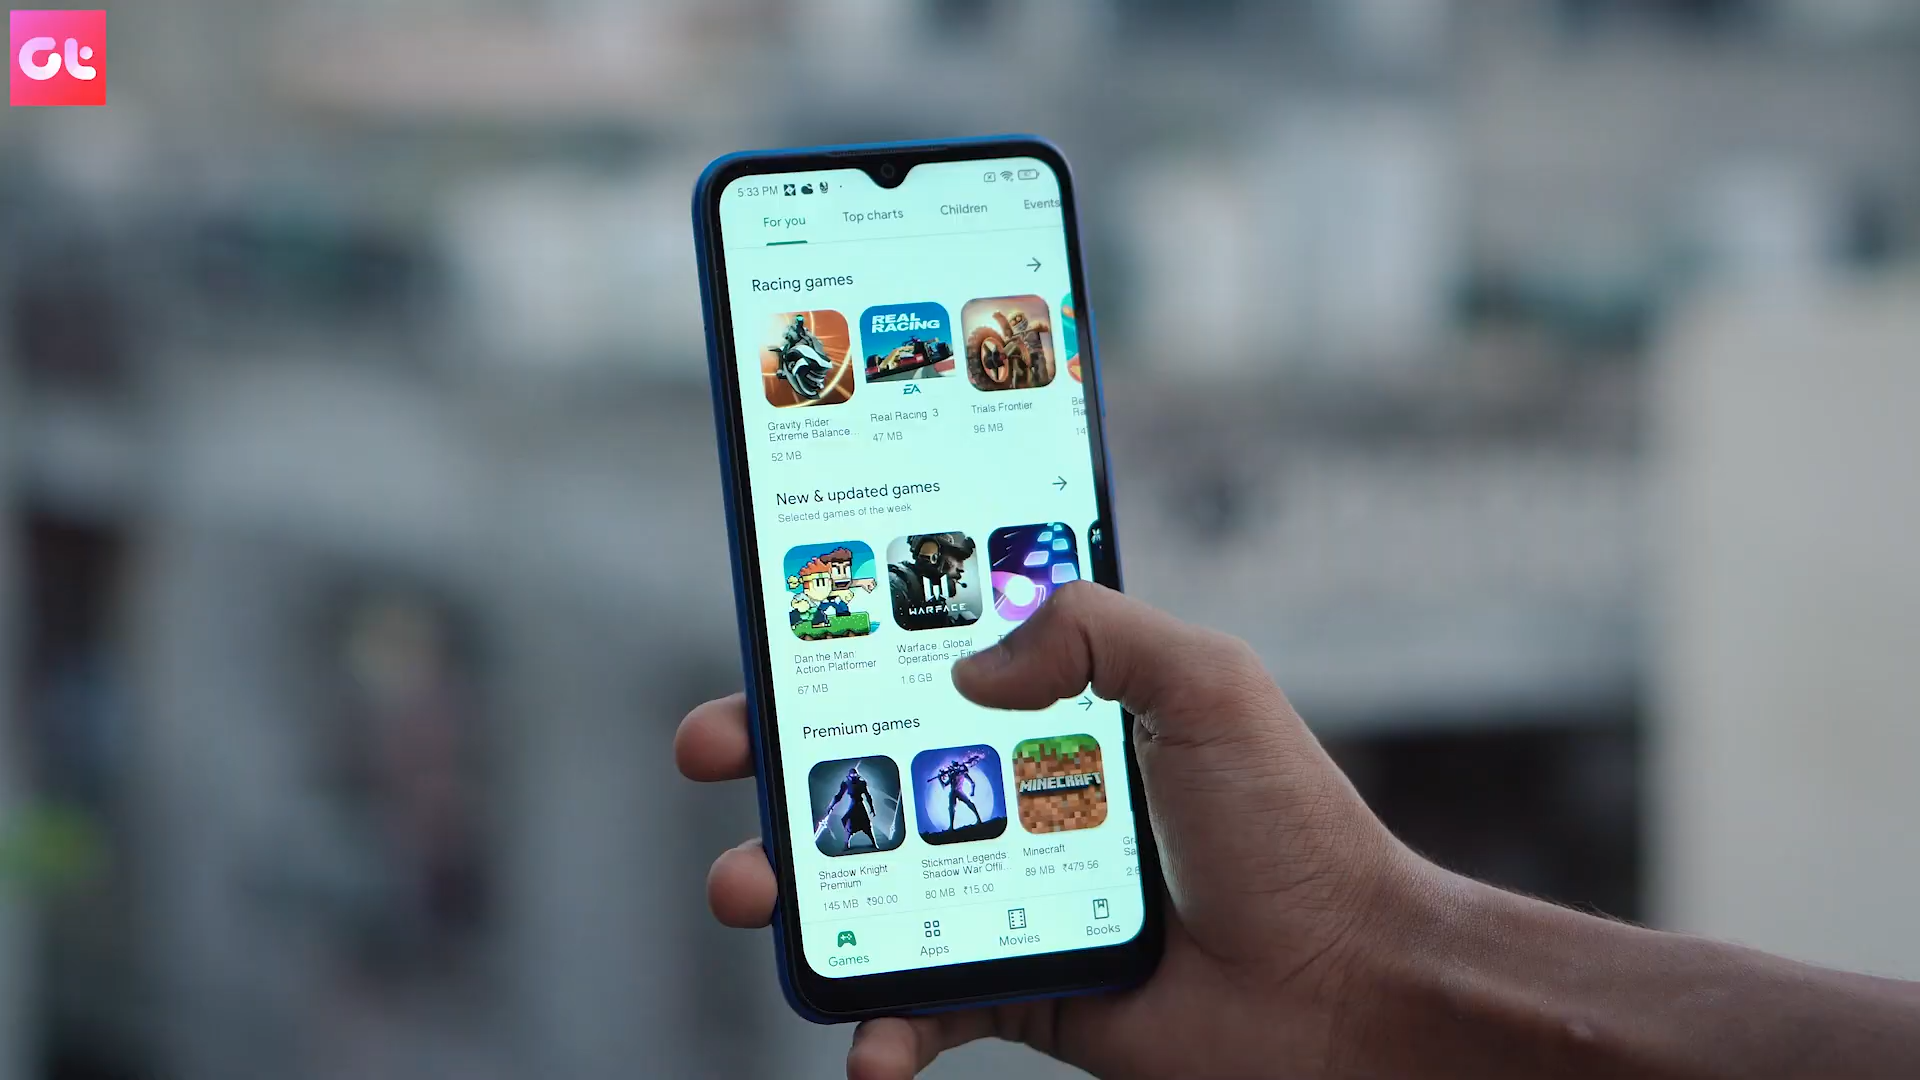 Gt
5:33 PM
For you
Top charts
Children
Events
Racing games
REAL
RACING
EA
Gravity Rider
Extreme Balance...
52 MB
Real Racing 3
47 MB
Trials Frontier
96 MB
New & updated games
Selected games of the week
WARFACE
Dan the Man
Action Platformer
67 MB
Warface. Global
Operations –
1.6 GB
Premium games
MINECRAFT
Shadow Knight
Premium
145 MB ₹90.00
Stickman Legends.
Shadow War Offli...
80 MB ₹15.00
Minecraft
89 MB ₹479.56
Games
Apps
Movies
Books